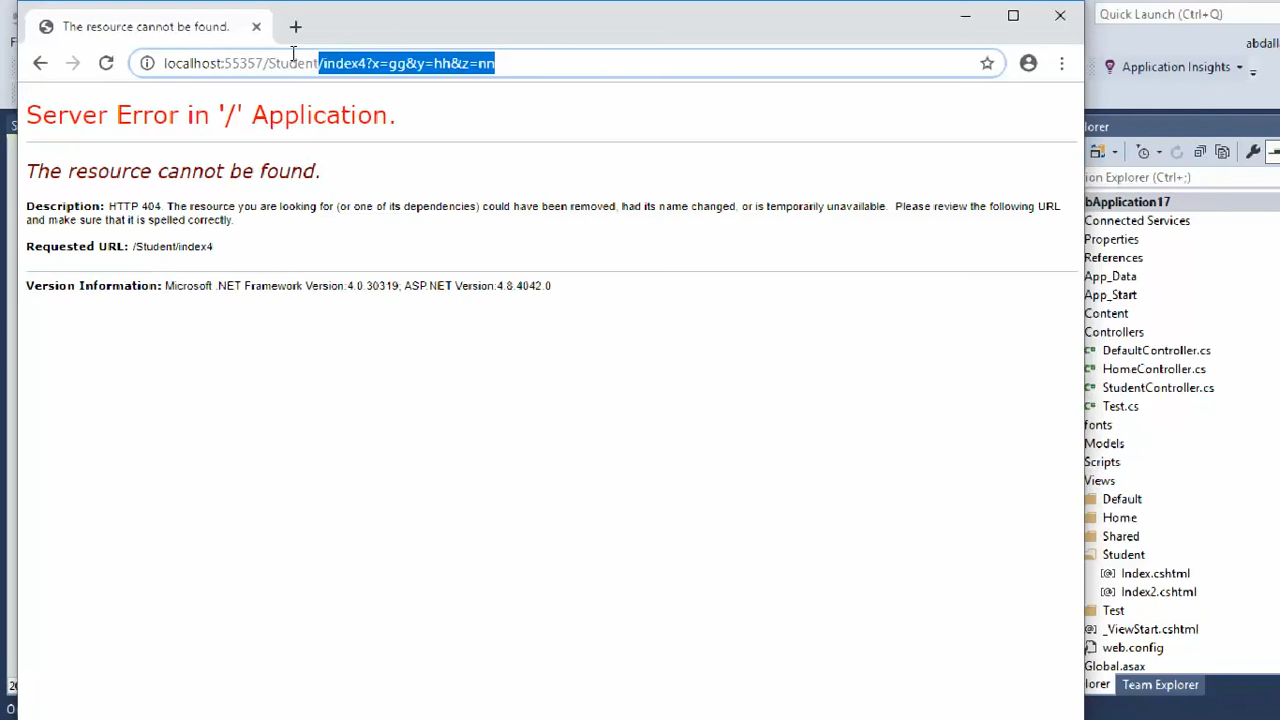 The resource cannot be found.
Quick Launch (Ctrl+Q)
localhost:55357/Student/index4?x=gg&y=hh&z=nn
abdall
Application Insights
Server Error in '/' Application.
The resource cannot be found.
Description: HTTP 404. The resource you are looking for (or one of its dependencies) could have been removed, had its name changed, or is temporarily unavailable. Please review the following URL
and make sure that it is spelled correctly.
Requested URL: /Student/index4
Version Information: Microsoft .NET Framework Version:4.0.30319; ASP.NET Version:4.8.4042.0
lorer
ion Explorer (Ctrl+;)
bApplication17
Connected Services
Properties
References
App_Data
App_Start
Content
Controllers
DefaultController.cs
HomeController.cs
StudentController.cs
Test.cs
fonts
Models
Scripts
Views
Default
Home
Shared
Student
Index.cshtml
Index2.cshtml
Test
_ViewStart.cshtml
web.config
Global.asax
lorer
Team Explorer